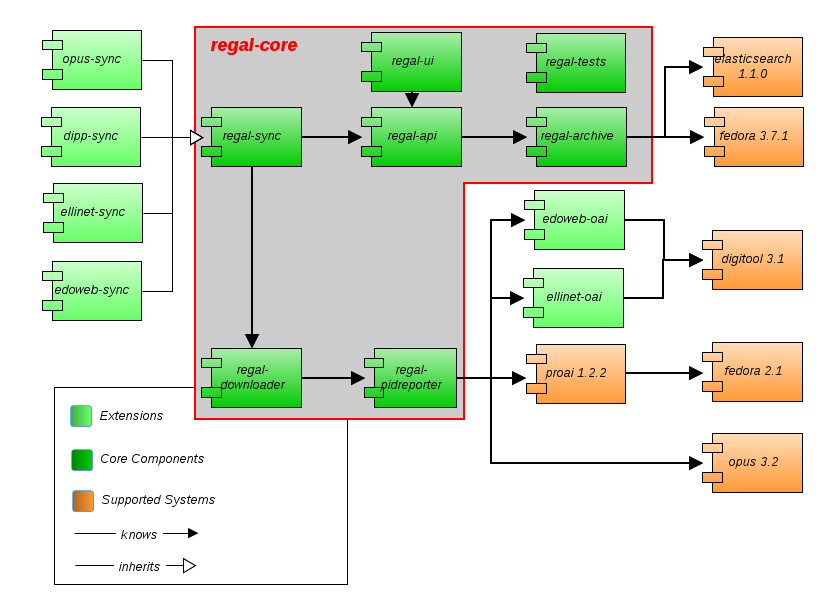 regal-core
opus-sync
regal-ui
regal-tests
elasticsearch
1.1.0
dipp-sync
regal-sync
regal-api
regal-archive
fedora 3.7.1
ellinet-sync
edoweb-oai
edoweb-sync
ellinet-oai
digitool 3.1
regal-
downloader
regal-
pidreporter
proai 1.2.2
fedora 2.1
opus 3.2
Extensions
Core Components
Supported Systems
knows
inherits